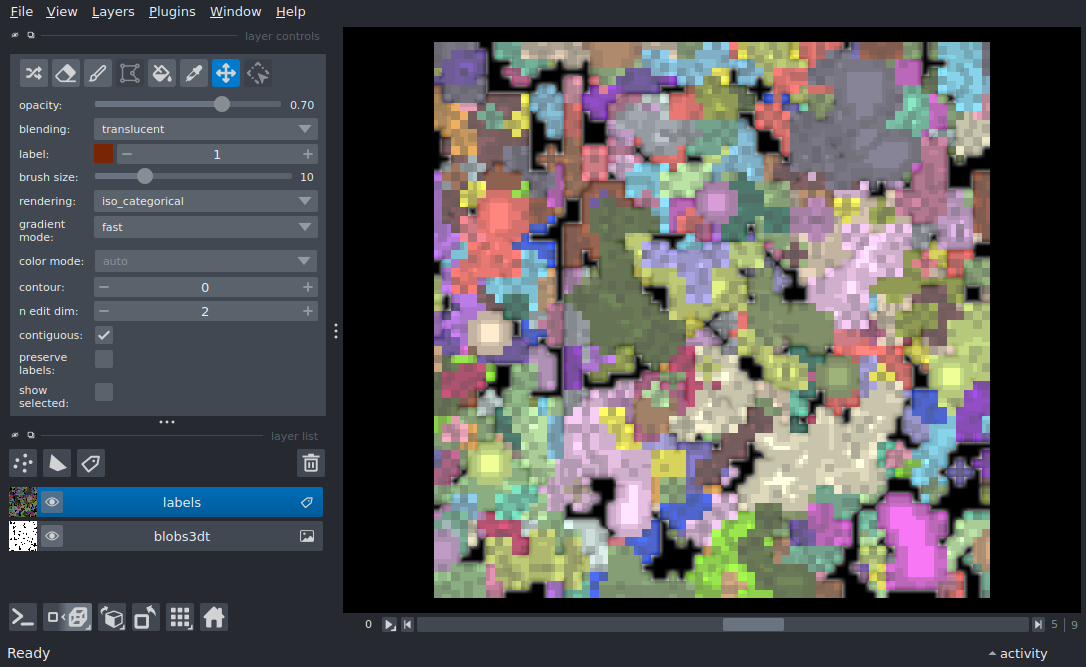 File View Layers Plugins Window Help
layer controls
opacity: 0.70
blending: translucent
label: 1
brush size: 10
rendering: iso_categorical
gradient mode: fast
color mode: auto
contour: 0
n edit dim: 2
contiguous:
preserve labels:
show selected:
layer list
labels
blobs3dt
0 5 | 9
Ready activity